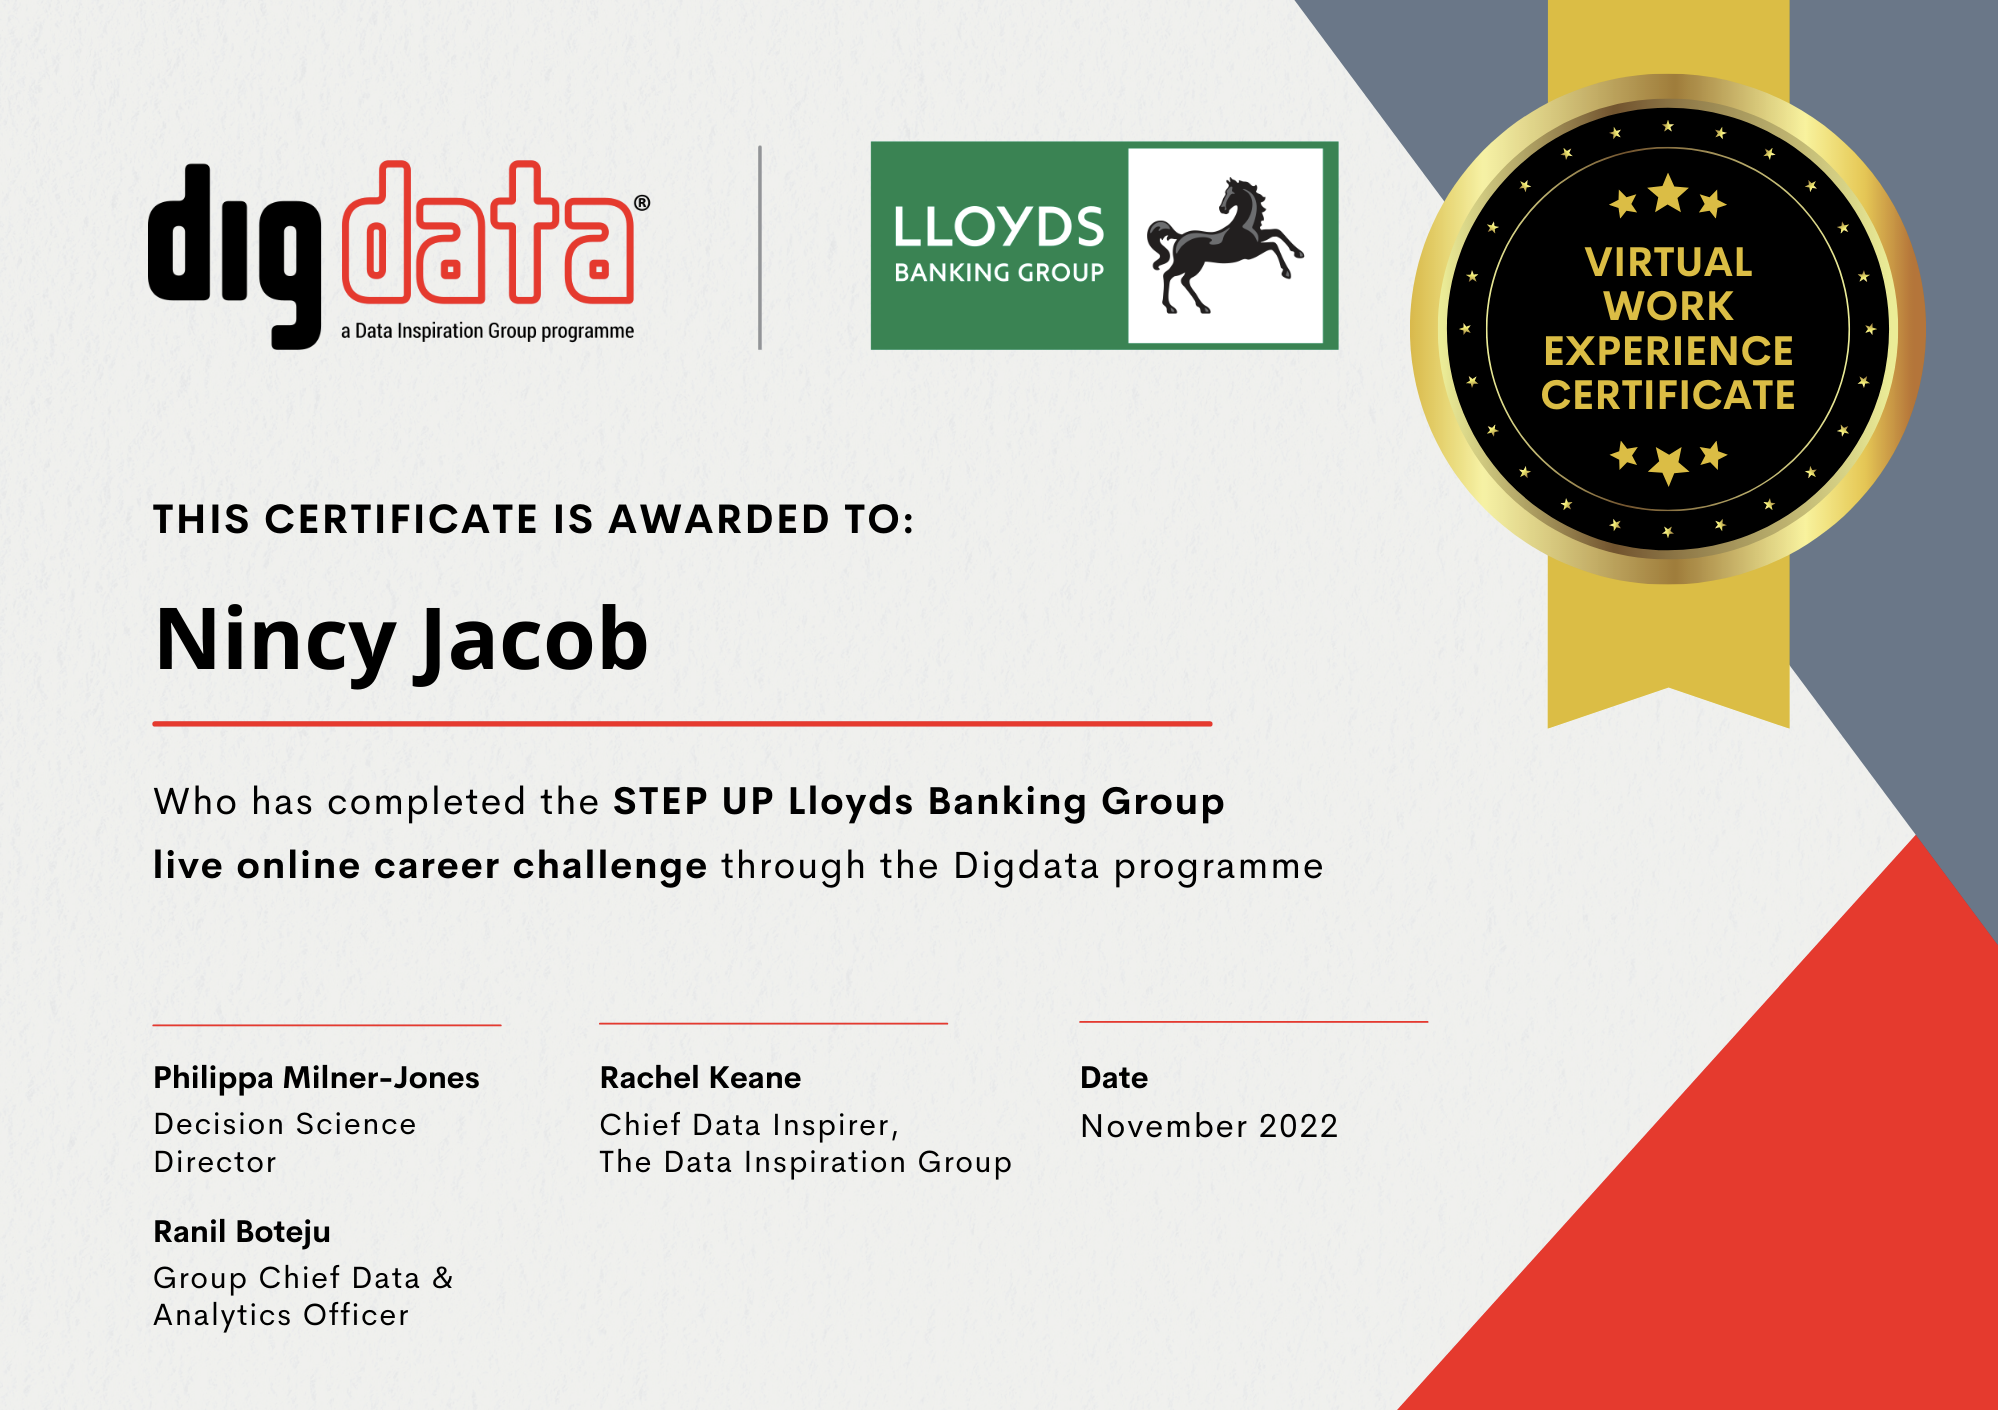 digdata®
a Data Inspiration Group programme
LLOYDS
BANKING GROUP
VIRTUAL
WORK
EXPERIENCE
CERTIFICATE
THIS CERTIFICATE IS AWARDED TO:
Nincy Jacob
Who has completed the STEP UP Lloyds Banking Group
live online career challenge through the Digdata programme
Philippa Milner-Jones
Decision Science
Director
Ranil Boteju
Group Chief Data &
Analytics Officer
Rachel Keane
Chief Data Inspirer,
The Data Inspiration Group
Date
November 2022